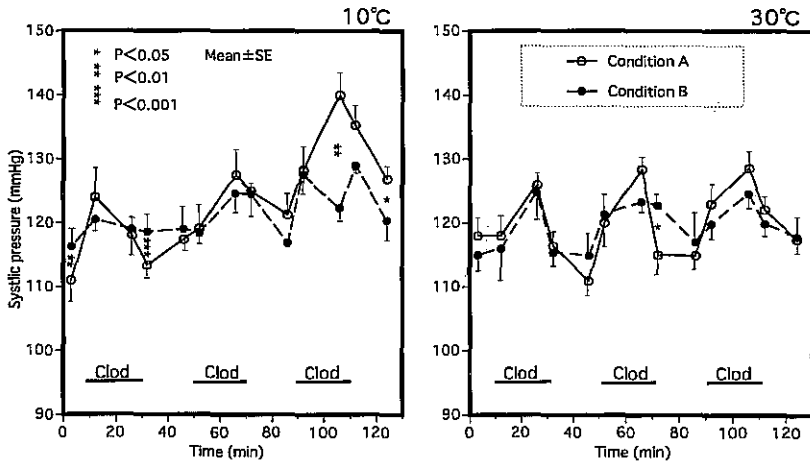 10℃
30℃
* P<0.05 Mean±SE
** P<0.01
*** P<0.001
Condition A
Condition B
Systlic pressure (mmHg)
150
140
130
120
110
100
90
150
140
130
120
110
100
90
**
***
**
*
*
Clod Clod Clod
Clod Clod Clod
0 20 40 60 80 100 120
0 20 40 60 80 100 120
Time (min)
Time (min)